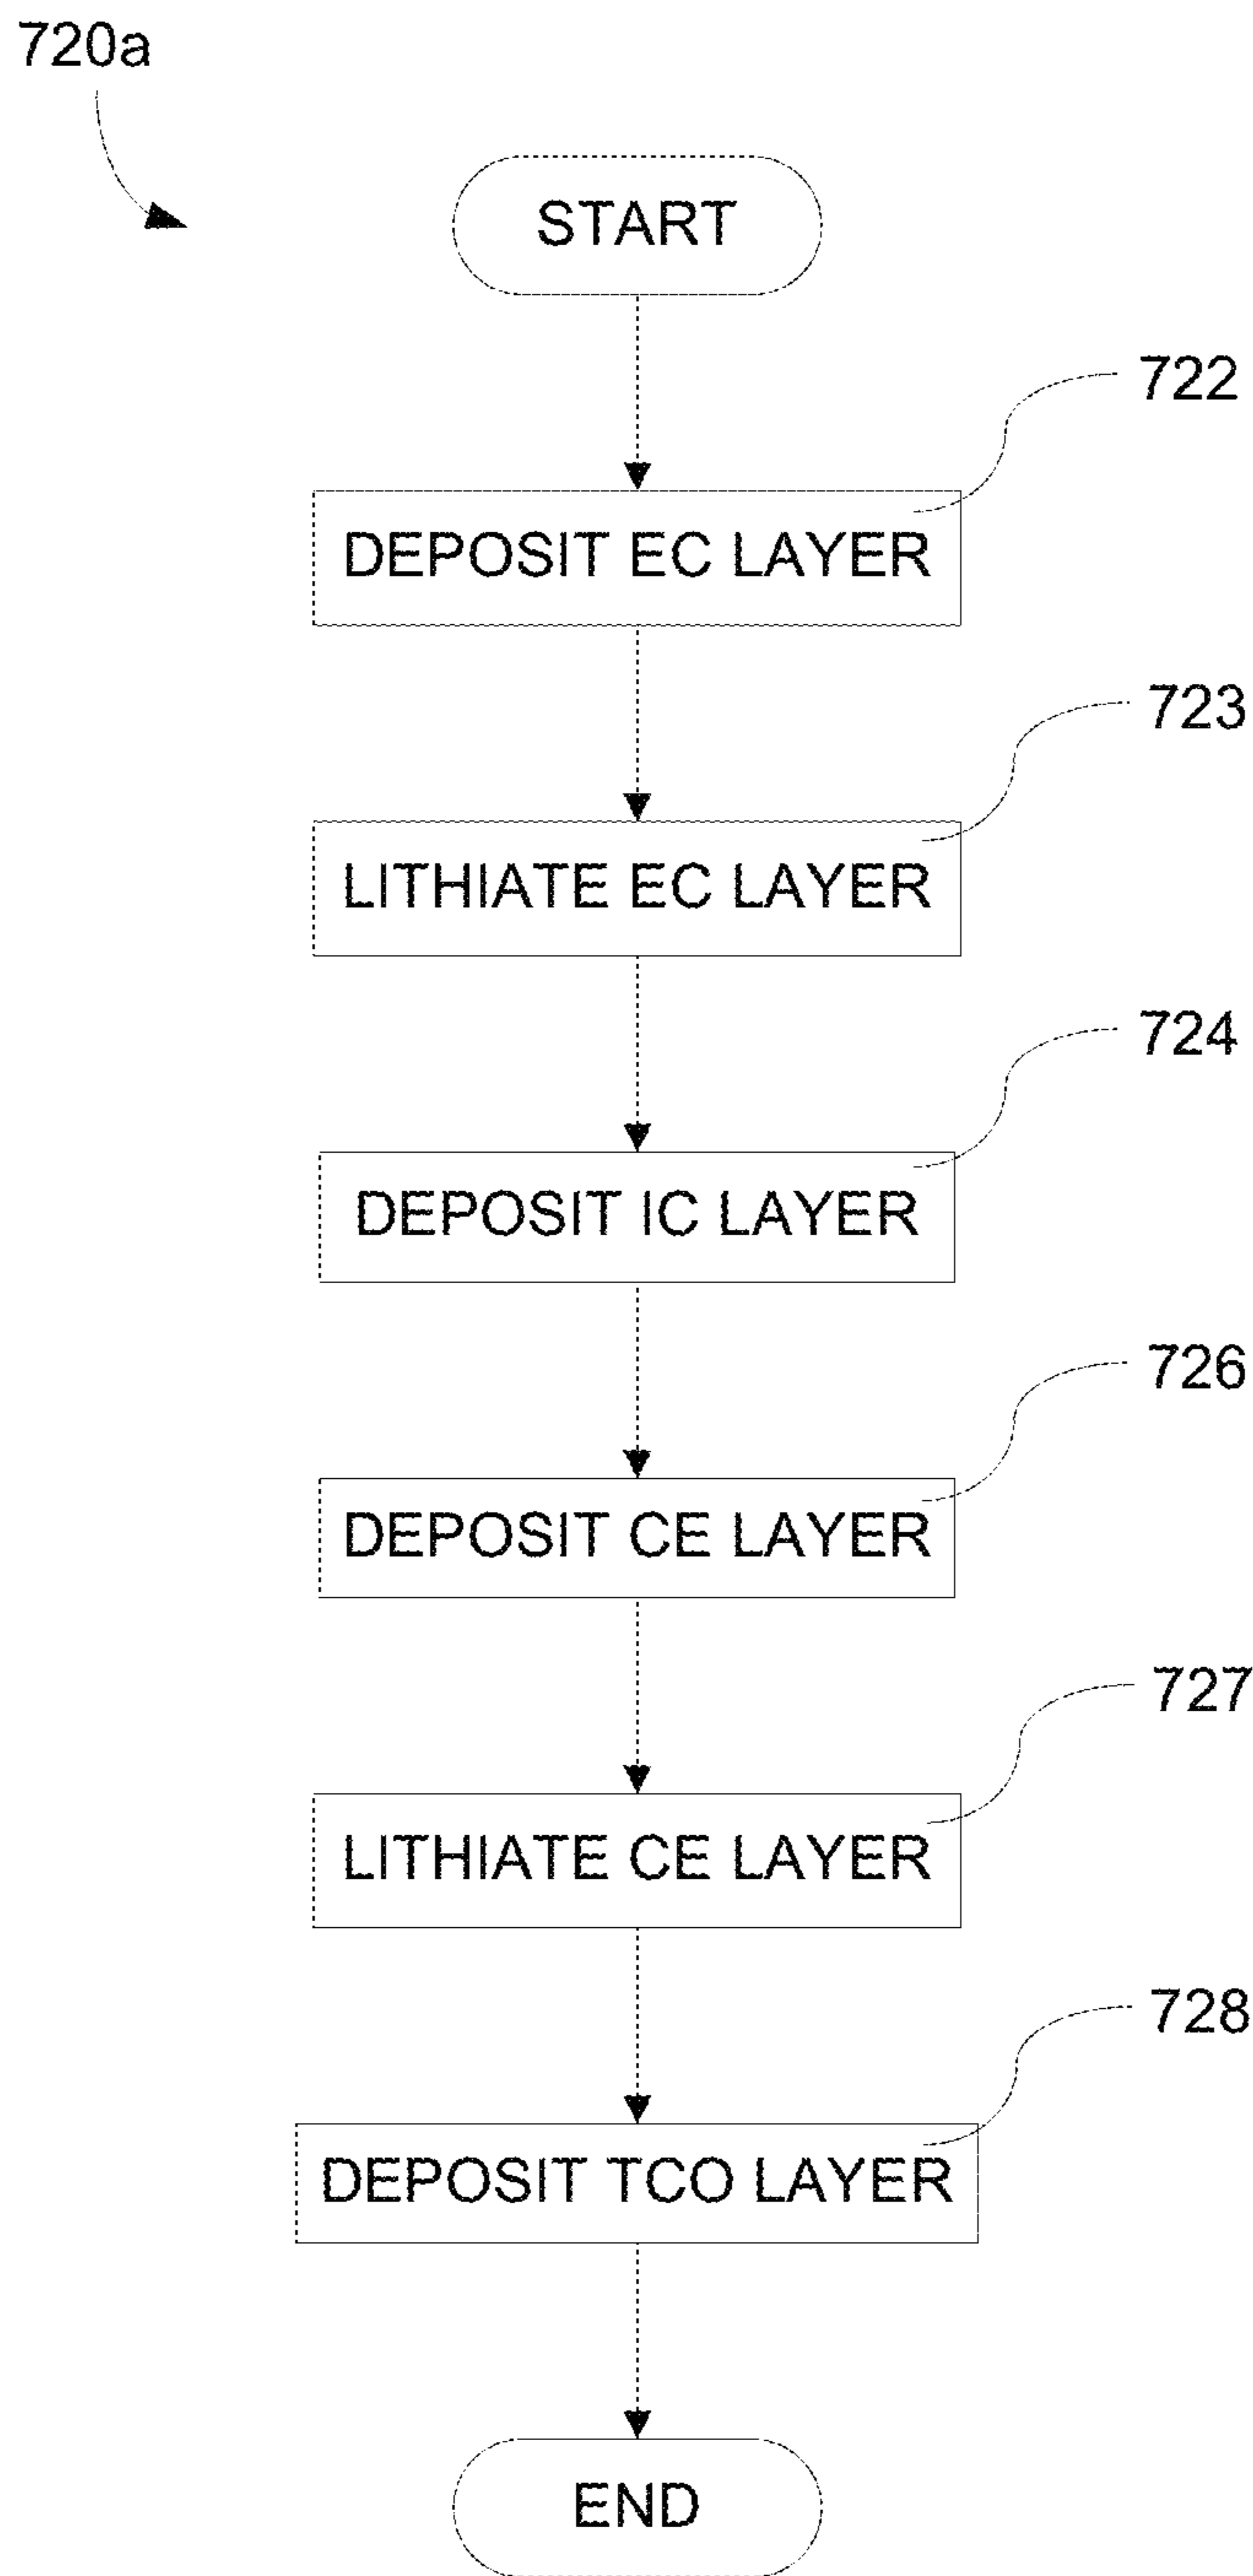 720a
START
722
DEPOSIT EC LAYER
723
LITHIATE EC LAYER
724
DEPOSIT IC LAYER
726
DEPOSIT CE LAYER
727
LITHIATE CE LAYER
728
DEPOSIT TCO LAYER
END